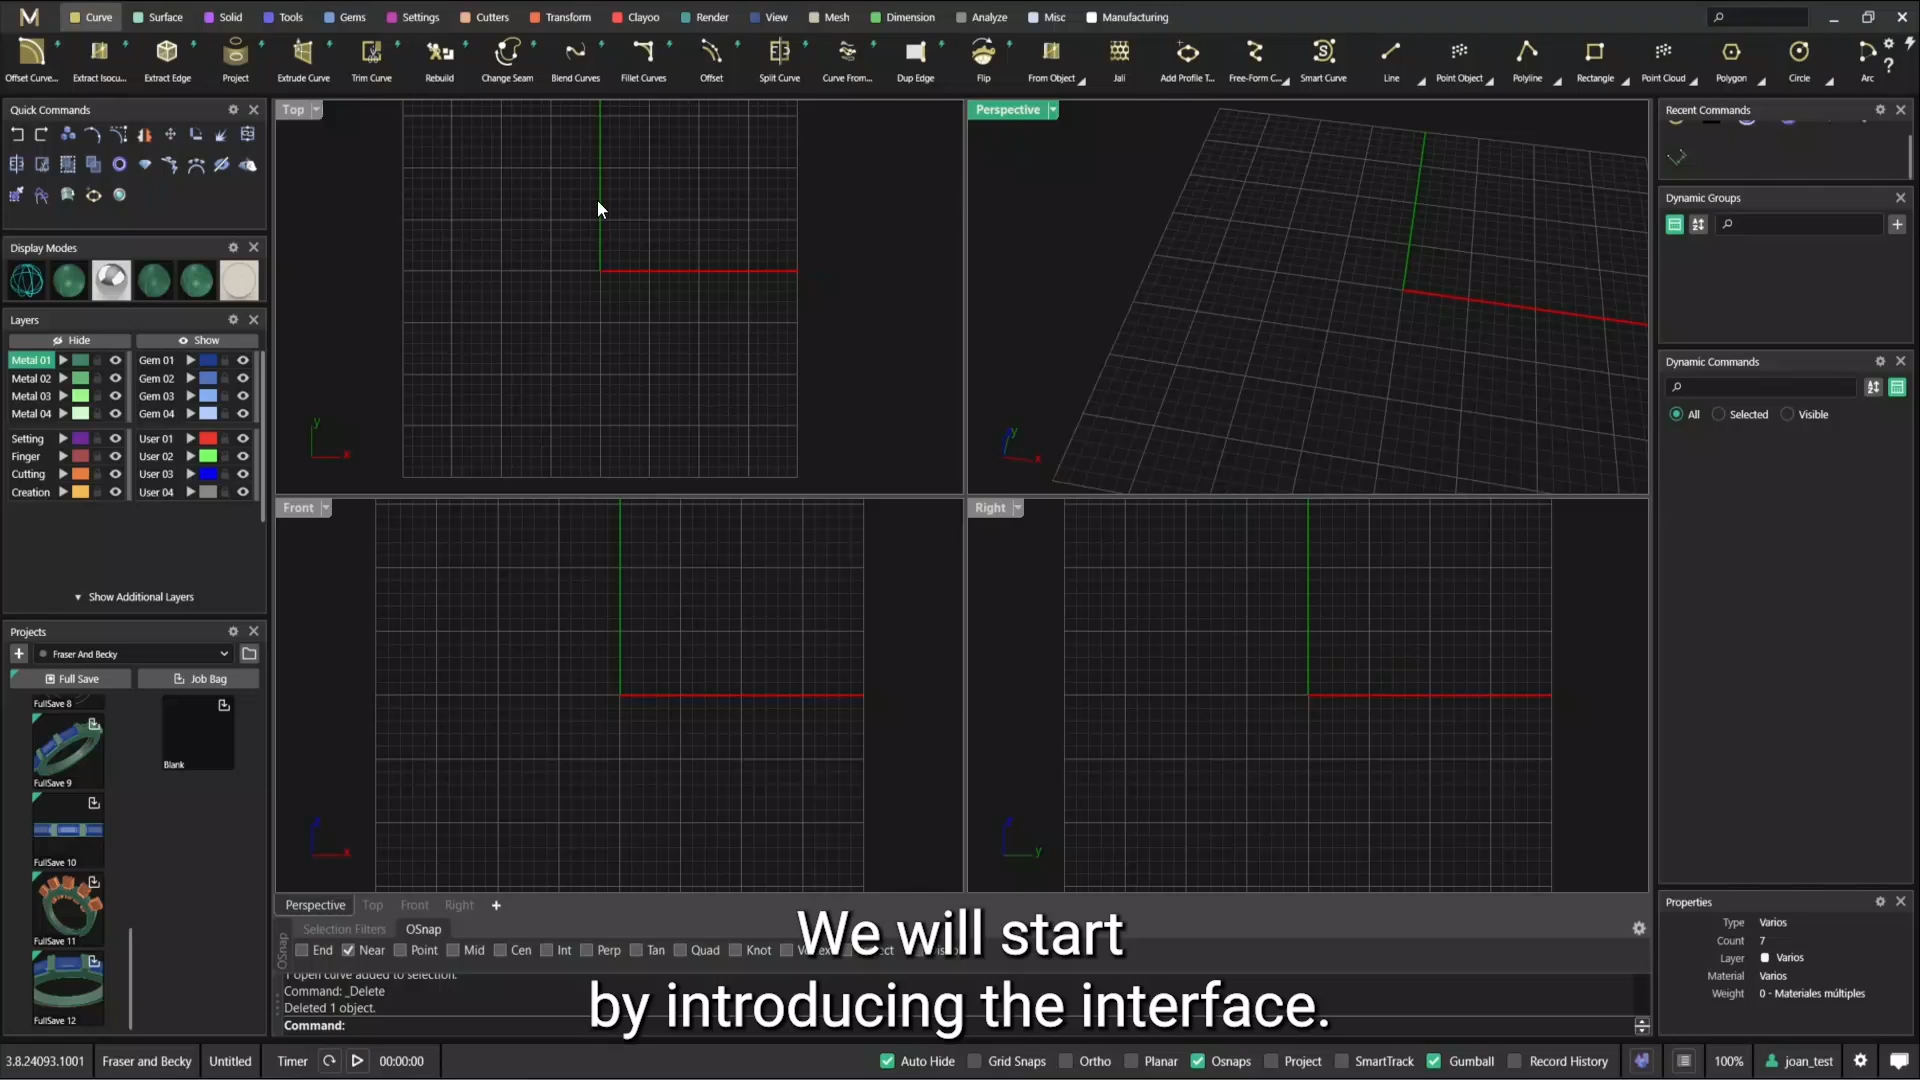 Curve Surface Solid Tools Gems Settings Cutters Transform Clayoo Render View Mesh Dimension Analyze Misc Manufacturing
Offset Curve... Extract Isocu... Extract Edge Project Extrude Curve Trim Curve Rebuild Change Seam Blend Curves Fillet Curves Offset Split Curve Curve From... Dup Edge Flip From Object Jali Add Profile T... Free-Form C... Smart Curve Line Point Object Polyline Rectangle Point Cloud Polygon Circle Arc
Quick Commands
Display Modes
Layers
Hide Show
Metal 01 Gem 01
Metal 02 Gem 02
Metal 03 Gem 03
Metal 04 Gem 04
Setting User 01
Finger User 02
Cutting User 03
Creation User 04
Show Additional Layers
Projects
Fraser And Becky
Full Save Job Bag
FullSave 8
Blank
FullSave 9
FullSave 10
FullSave 11
FullSave 12
Top
y
x
Perspective
y
x
Front
x
Right
y
Perspective Top Front Right +
Selection Filters OSnap
OSnap
End Near Point Mid Cen Int Perp Tan Quad Knot
1 open curve added to selection.
Command: _Delete
Deleted 1 object.
Command:
We will start
by introducing the interface.
Recent Commands
Dynamic Groups
Dynamic Commands
All Selected Visible
Properties
Type Varios
Count 7
Layer Varios
Material Varios
Weight 0 - Materiales múltiples
3.8.24093.1001 Fraser and Becky Untitled Timer 00:00:00 Auto Hide Grid Snaps Ortho Planar Osnaps Project SmartTrack Gumball Record History 100% joan_test